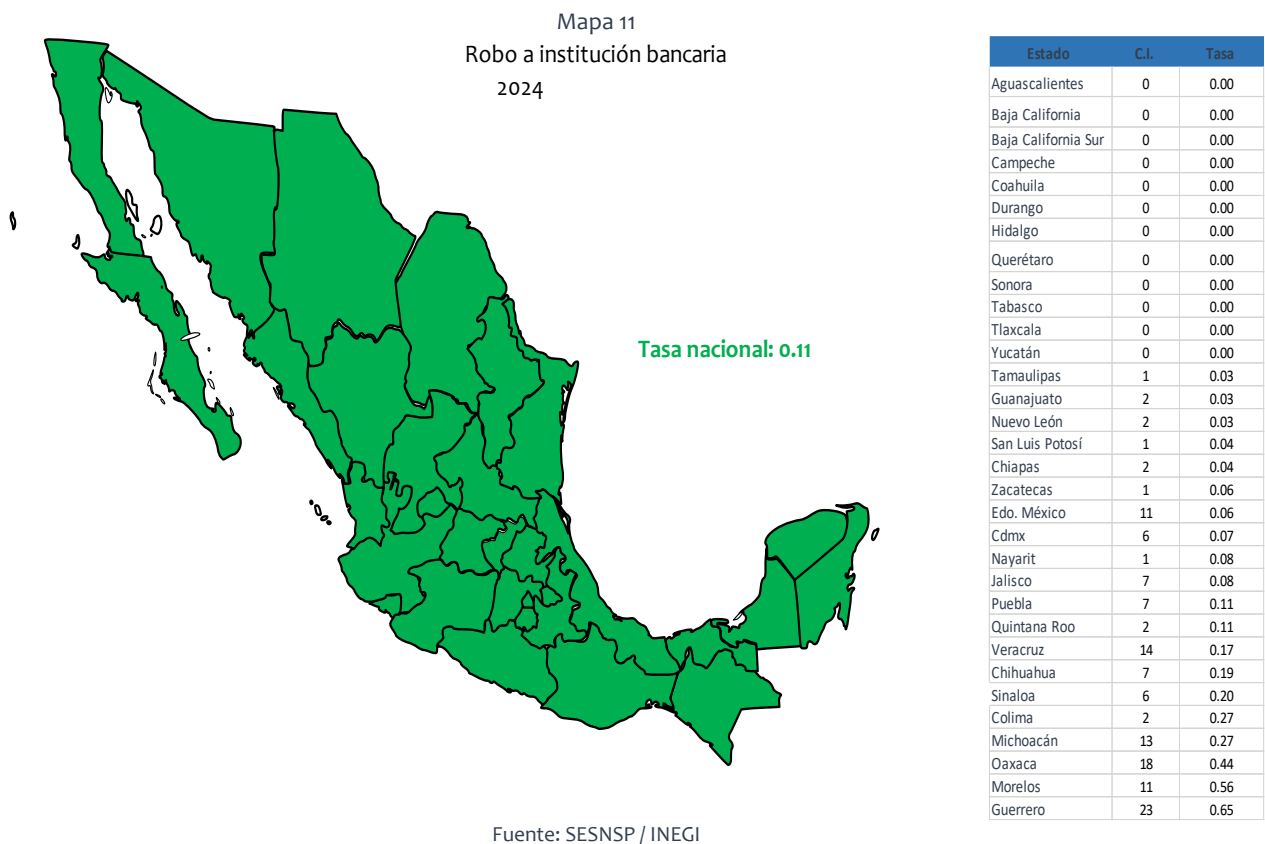 Mapa 11
Robo a institución bancaria
2024
Tasa nacional: 0.11
Estado C.I. Tasa
Aguascalientes 0 0.00
Baja California 0 0.00
Baja California Sur 0 0.00
Campeche 0 0.00
Coahuila 0 0.00
Durango 0 0.00
Hidalgo 0 0.00
Querétaro 0 0.00
Sonora 0 0.00
Tabasco 0 0.00
Tlaxcala 0 0.00
Yucatán 0 0.00
Tamaulipas 1 0.03
Guanajuato 2 0.03
Nuevo León 2 0.03
San Luis Potosí 1 0.04
Chiapas 2 0.04
Zacatecas 1 0.06
Edo. México 11 0.06
Cdmx 6 0.07
Nayarit 1 0.08
Jalisco 7 0.08
Puebla 7 0.11
Quintana Roo 2 0.11
Veracruz 14 0.17
Chihuahua 7 0.19
Sinaloa 6 0.20
Colima 2 0.27
Michoacán 13 0.27
Oaxaca 18 0.44
Morelos 11 0.56
Guerrero 23 0.65
Fuente: SESNSP / INEGI